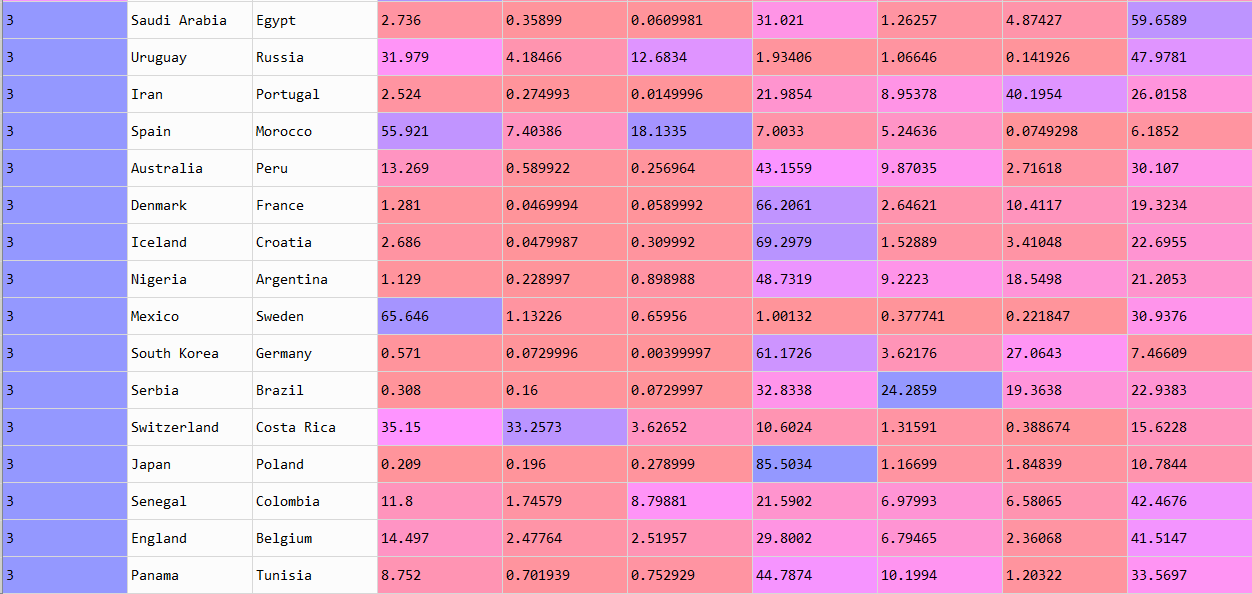 3 Saudi Arabia Egypt 2.736 0.35899 0.0609981 31.021 1.26257 4.87427 59.6589
3 Uruguay Russia 31.979 4.18466 12.6834 1.93406 1.06646 0.141926 47.9781
3 Iran Portugal 2.524 0.274993 0.0149996 21.9854 8.95378 40.1954 26.0158
3 Spain Morocco 55.921 7.40386 18.1335 7.0033 5.24636 0.0749298 6.1852
3 Australia Peru 13.269 0.589922 0.256964 43.1559 9.87035 2.71618 30.107
3 Denmark France 1.281 0.0469994 0.0589992 66.2061 2.64621 10.4117 19.3234
3 Iceland Croatia 2.686 0.0479987 0.309992 69.2979 1.52889 3.41048 22.6955
3 Nigeria Argentina 1.129 0.228997 0.898988 48.7319 9.2223 18.5498 21.2053
3 Mexico Sweden 65.646 1.13226 0.65956 1.00132 0.377741 0.221847 30.9376
3 South Korea Germany 0.571 0.0729996 0.00399997 61.1726 3.62176 27.0643 7.46609
3 Serbia Brazil 0.308 0.16 0.0729997 32.8338 24.2859 19.3638 22.9383
3 Switzerland Costa Rica 35.15 33.2573 3.62652 10.6024 1.31591 0.388674 15.6228
3 Japan Poland 0.209 0.196 0.278999 85.5034 1.16699 1.84839 10.7844
3 Senegal Colombia 11.8 1.74579 8.79881 21.5902 6.97993 6.58065 42.4676
3 England Belgium 14.497 2.47764 2.51957 29.8002 6.79465 2.36068 41.5147
3 Panama Tunisia 8.752 0.701939 0.752929 44.7874 10.1994 1.20322 33.5697